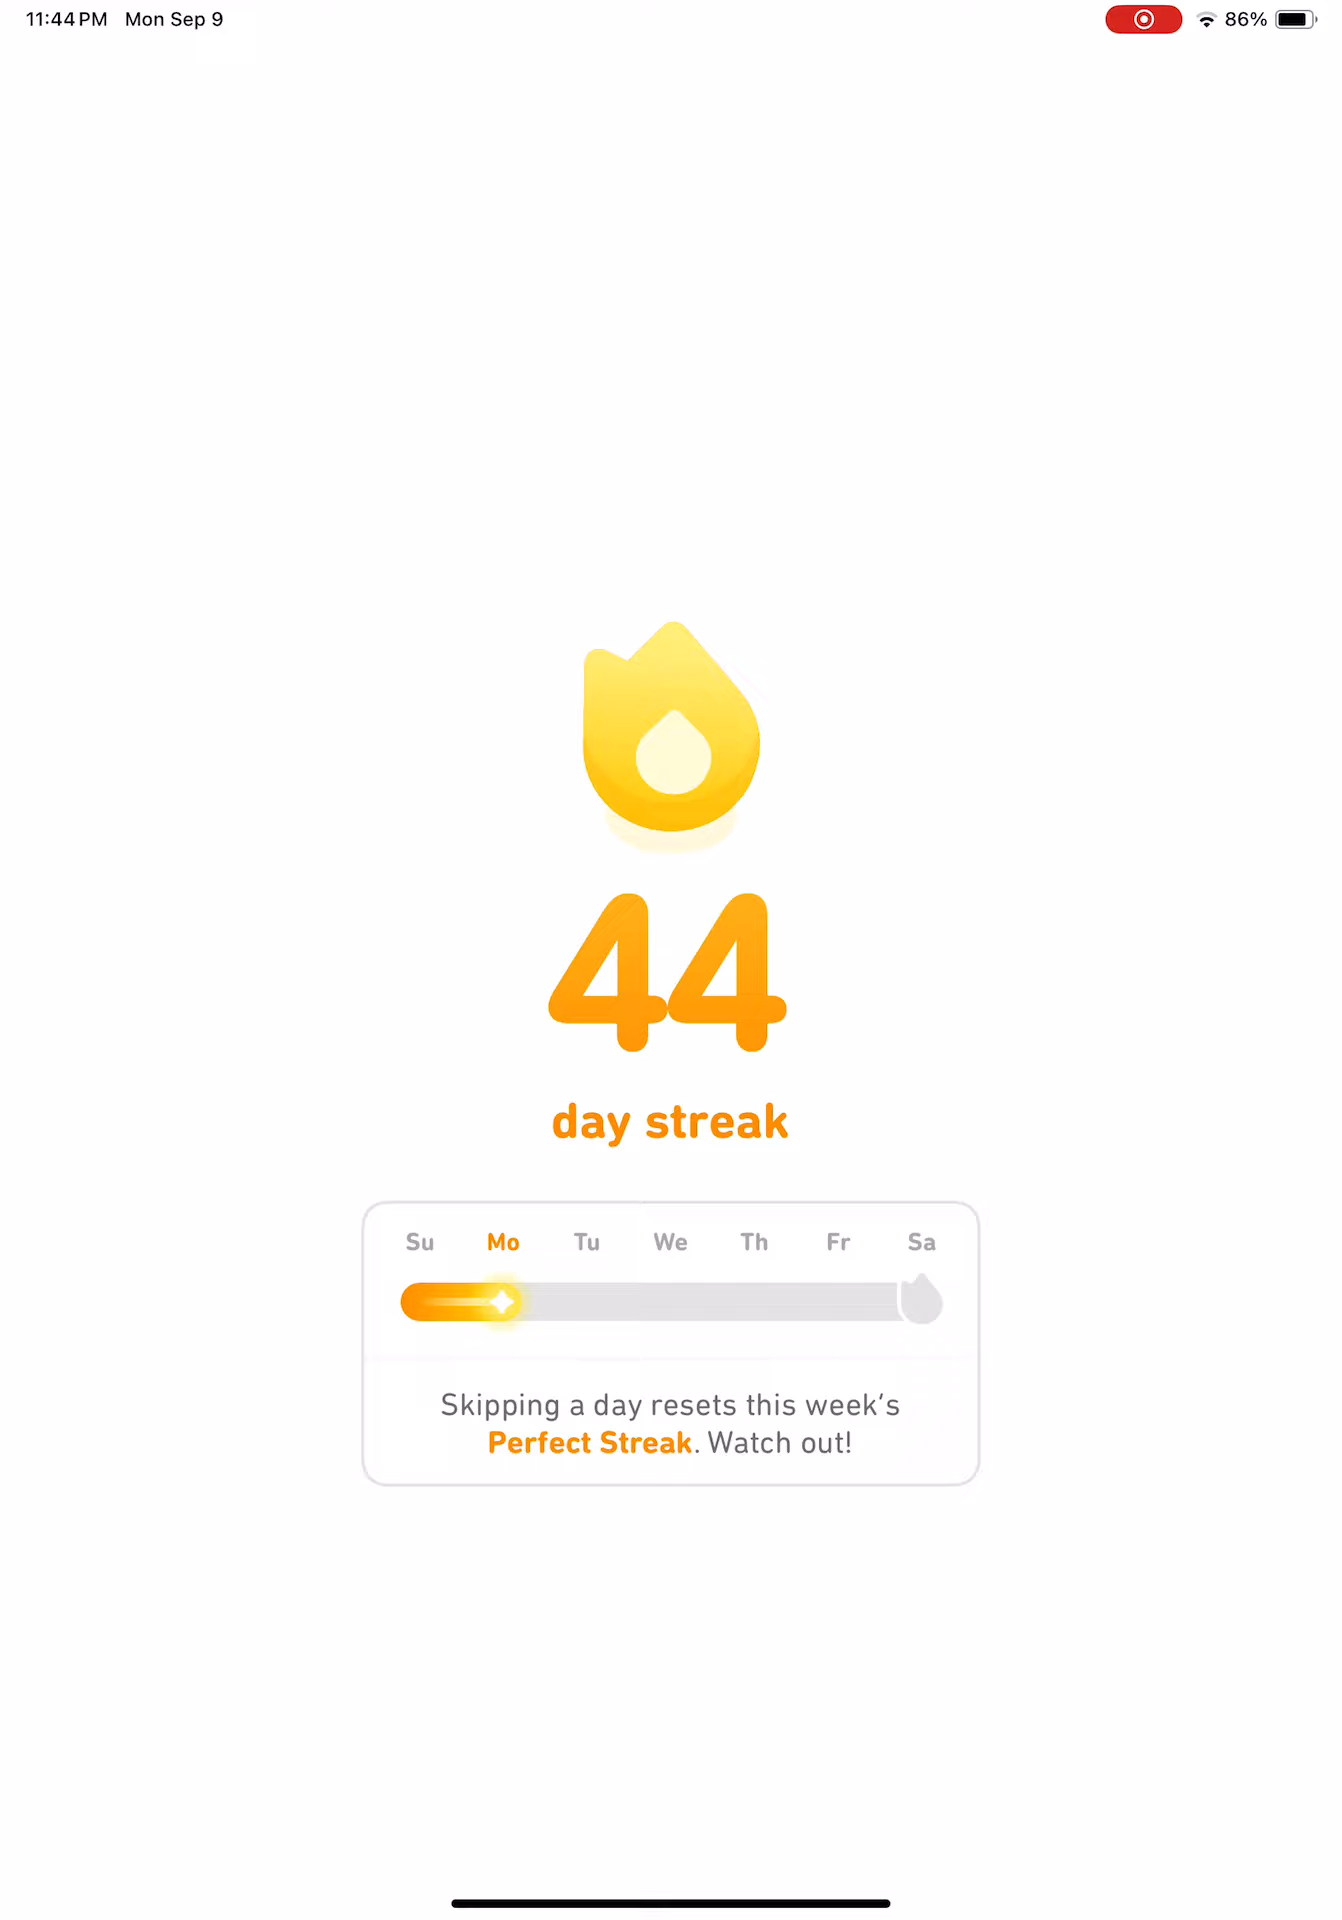 11:44 PM Mon Sep 9 86%
44
day streak
Su Mo Tu We Th Fr Sa
Skipping a day resets this week’s
Perfect Streak. Watch out!